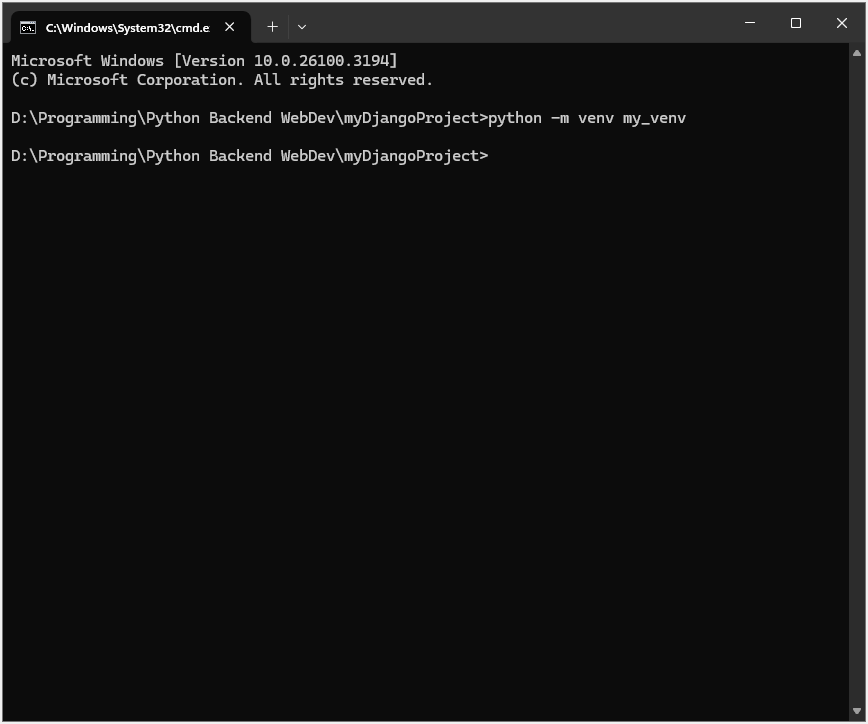 C:\Windows\System32\cmd.e
Microsoft Windows [Version 10.0.26100.3194]
(c) Microsoft Corporation. All rights reserved.
D:\Programming\Python Backend WebDev\myDjangoProject>python -m venv my_venv
D:\Programming\Python Backend WebDev\myDjangoProject>